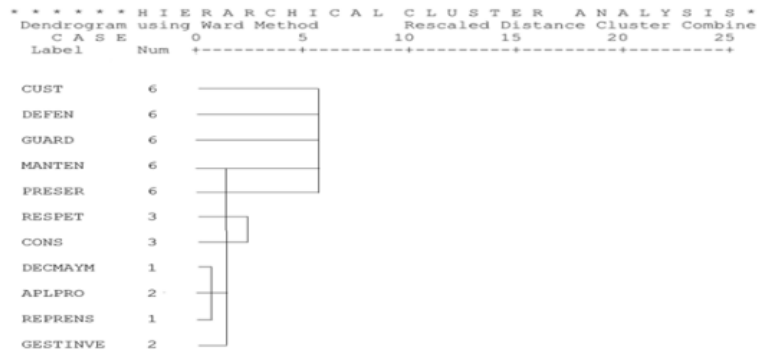 * * * * * * H I E R A R C H I C A L   C L U S T E R   A N A L Y S I S *
Dendrogram using Ward Method          Rescaled Distance Cluster Combine
C A S E          0          5          10          15          20          25
Label     Num  +---------+---------+---------+---------+---------+
CUST 6
DEFEN 6
GUARD 6
MANTEN 6
PRESER 6
RESPET 3
CONS 3
DECMAYM 1
APLPRO 2
REPRENS 1
GESTINVE 2